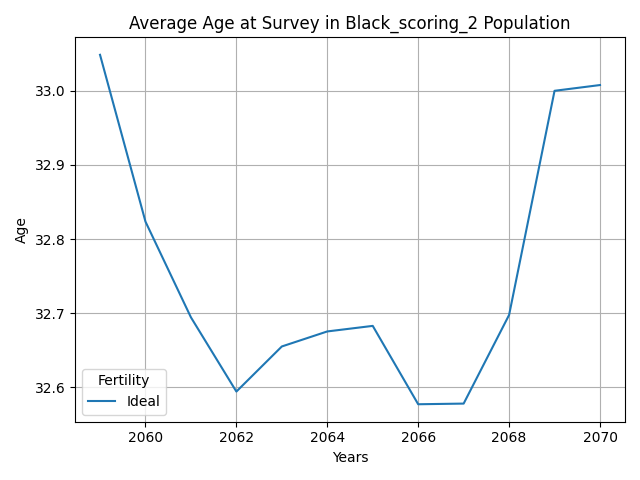 Average Age at Survey in Black_scoring_2 Population
Age
33.0
32.9
32.8
32.7
32.6
Fertility
Ideal
2060 2062 2064 2066 2068 2070
Years